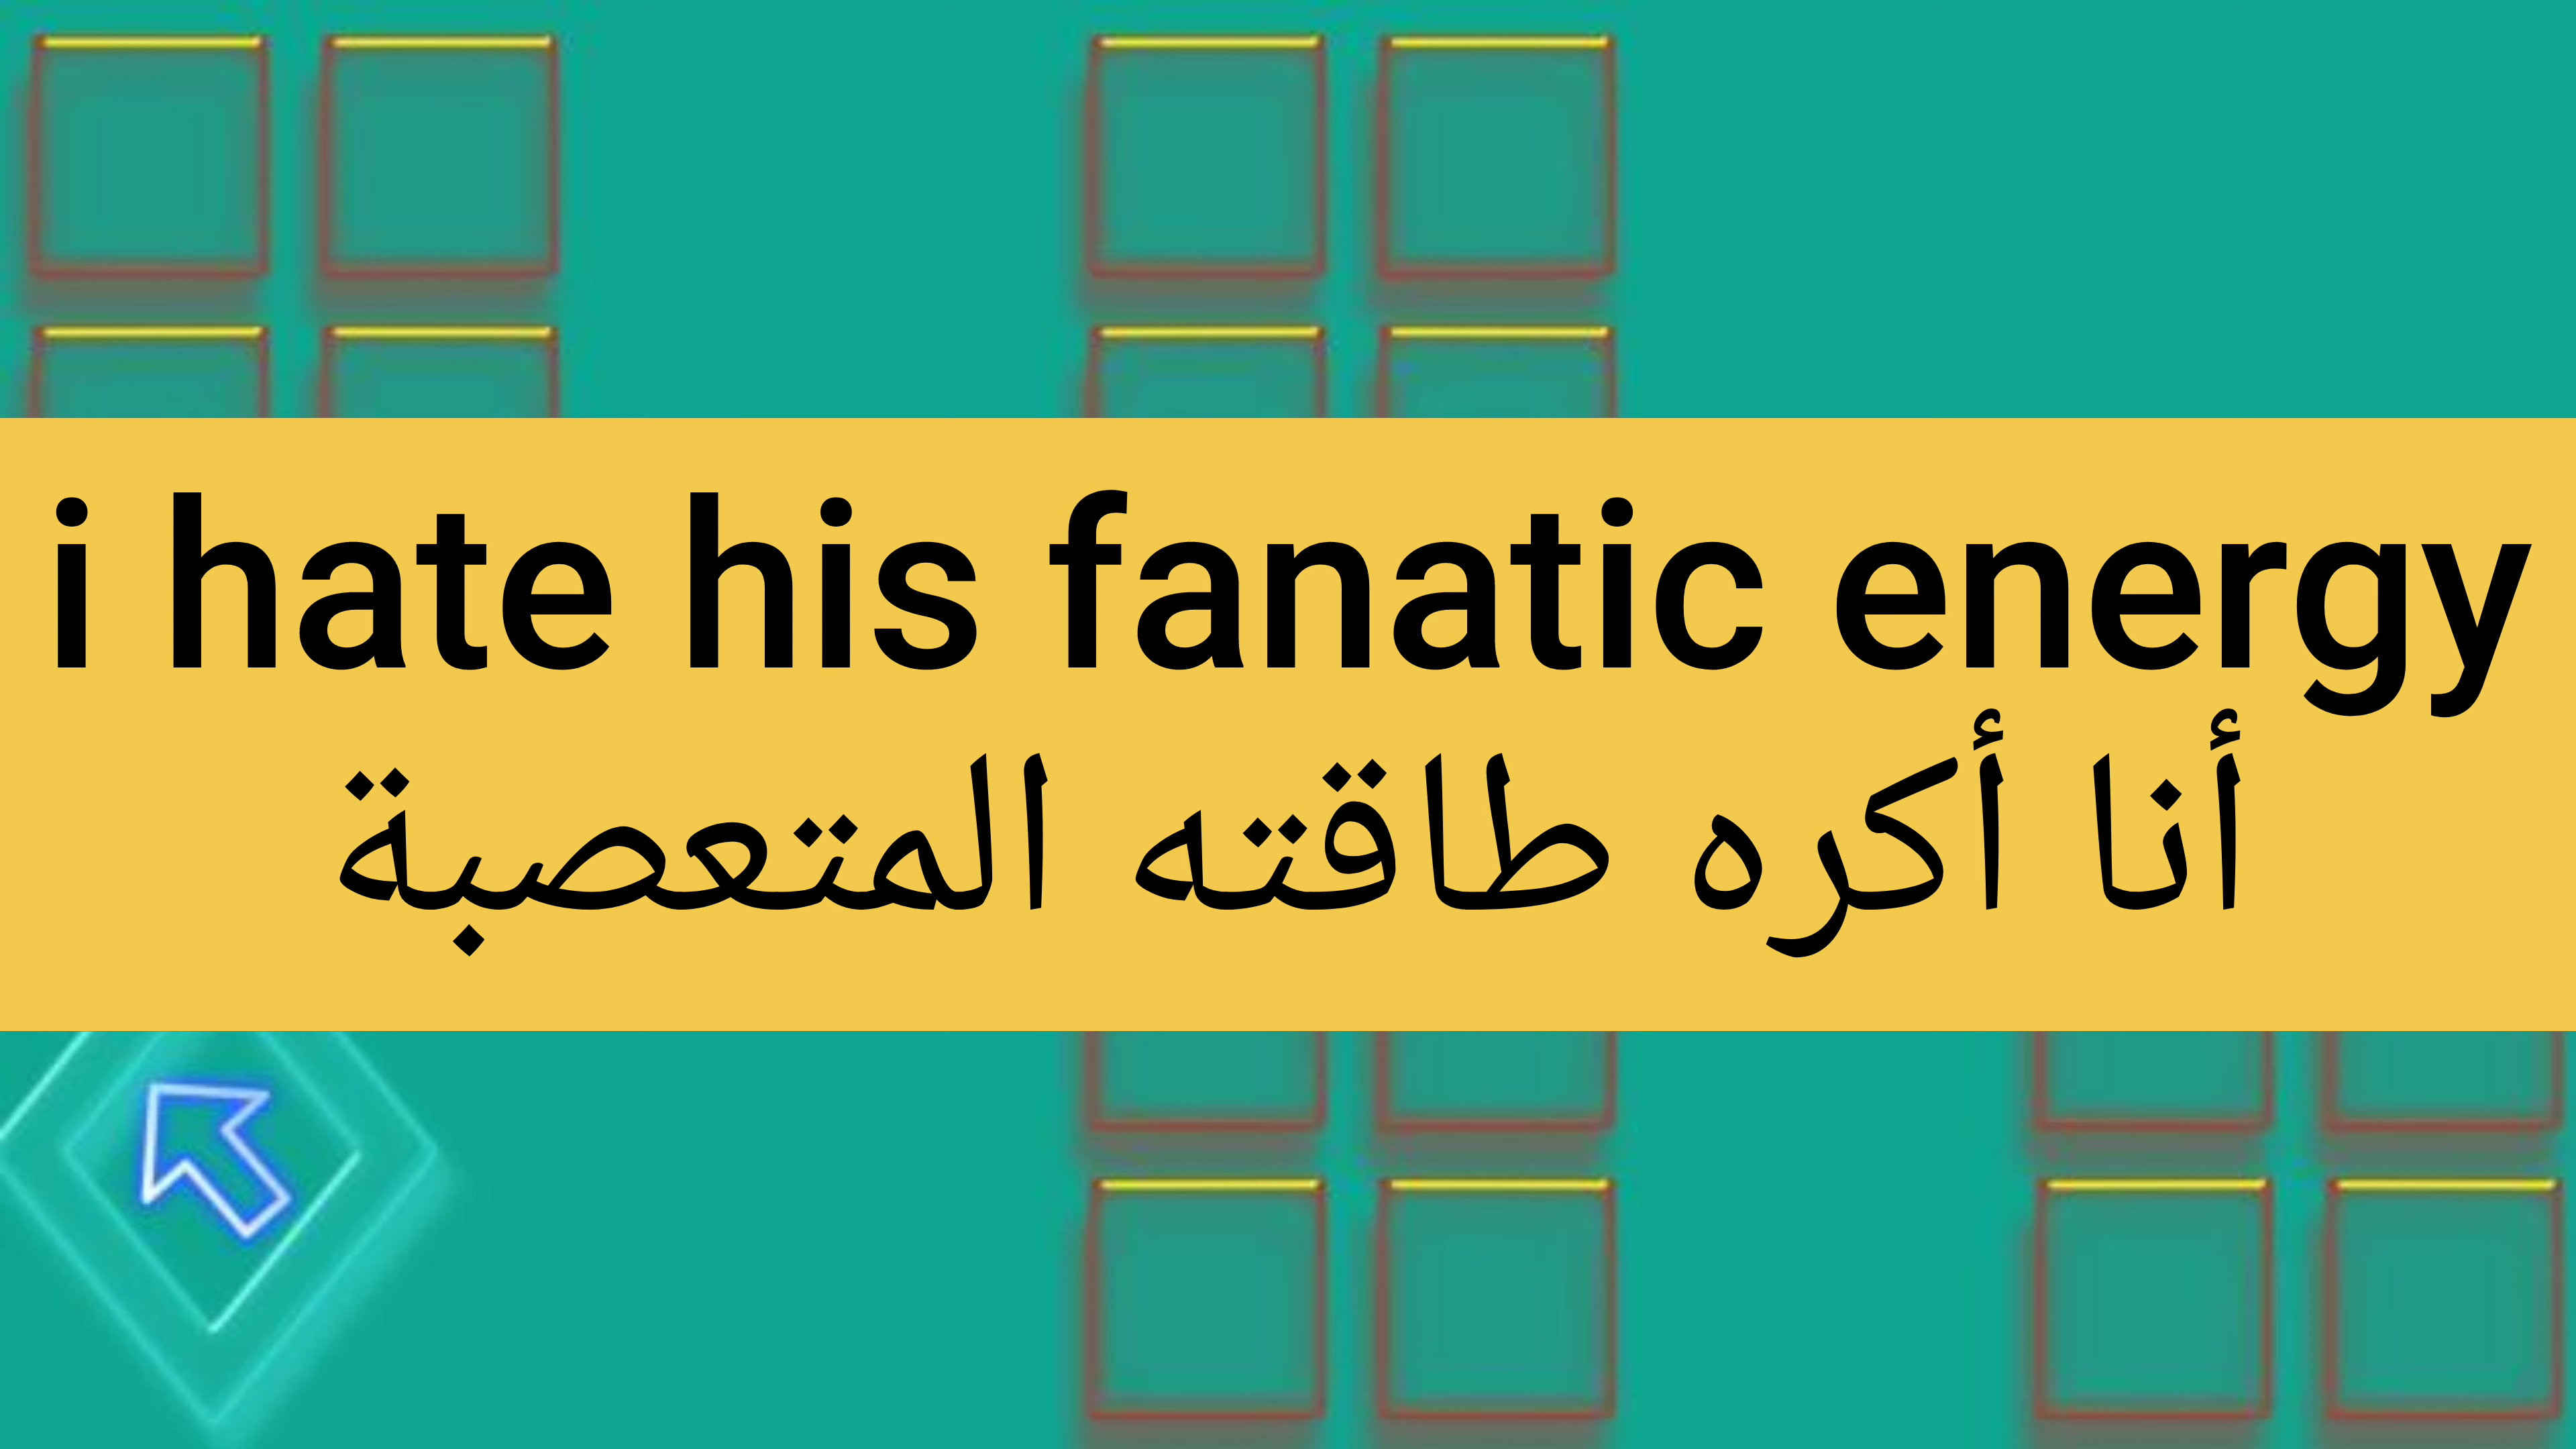 i hate his fanatic energy
أنا أكره طاقته المتعصبة